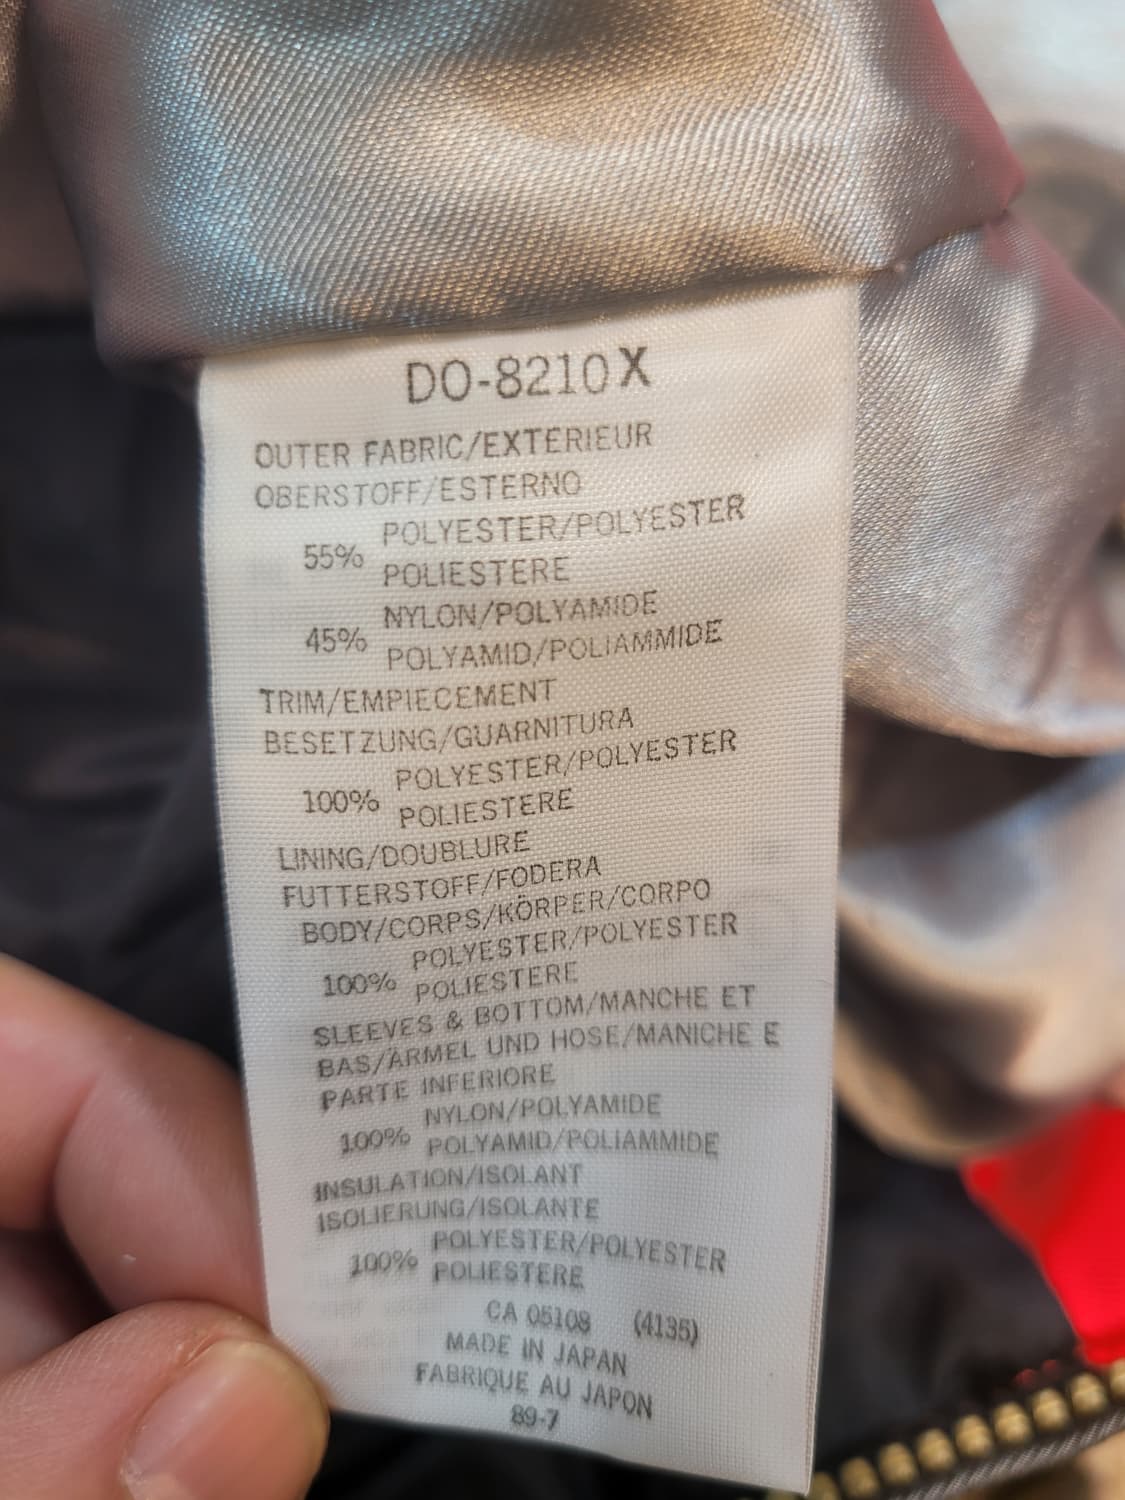 DO-8210X
OUTER FABRIC/EXTERIEUR
OBERSTOFF/ESTERNO
55% POLYESTER/POLYESTER
POLIESTERE
45% NYLON/POLYAMIDE
POLYAMID/POLIAMMIDE
TRIM/EMPIECEMENT
BESETZUNG/GUARNITURA
100% POLYESTER/POLYESTER
POLIESTERE
LINING/DOUBLURE
FUTTERSTOFF/FODERA
BODY/CORPS/KÖRPER/CORPO
100% POLYESTER/POLYESTER
POLIESTERE
SLEEVES & BOTTOM/MANCHE ET
BAS/ÄRMEL UND HOSE/MANICHE E
PARTE INFERIORE
100% NYLON/POLYAMIDE
POLYAMID/POLIAMMIDE
INSULATION/ISOLANT
ISOLIERUNG/ISOLANTE
100% POLYESTER/POLYESTER
POLIESTERE
CA 05108 (4135)
MADE IN JAPAN
FABRIQUE AU JAPON
89-7